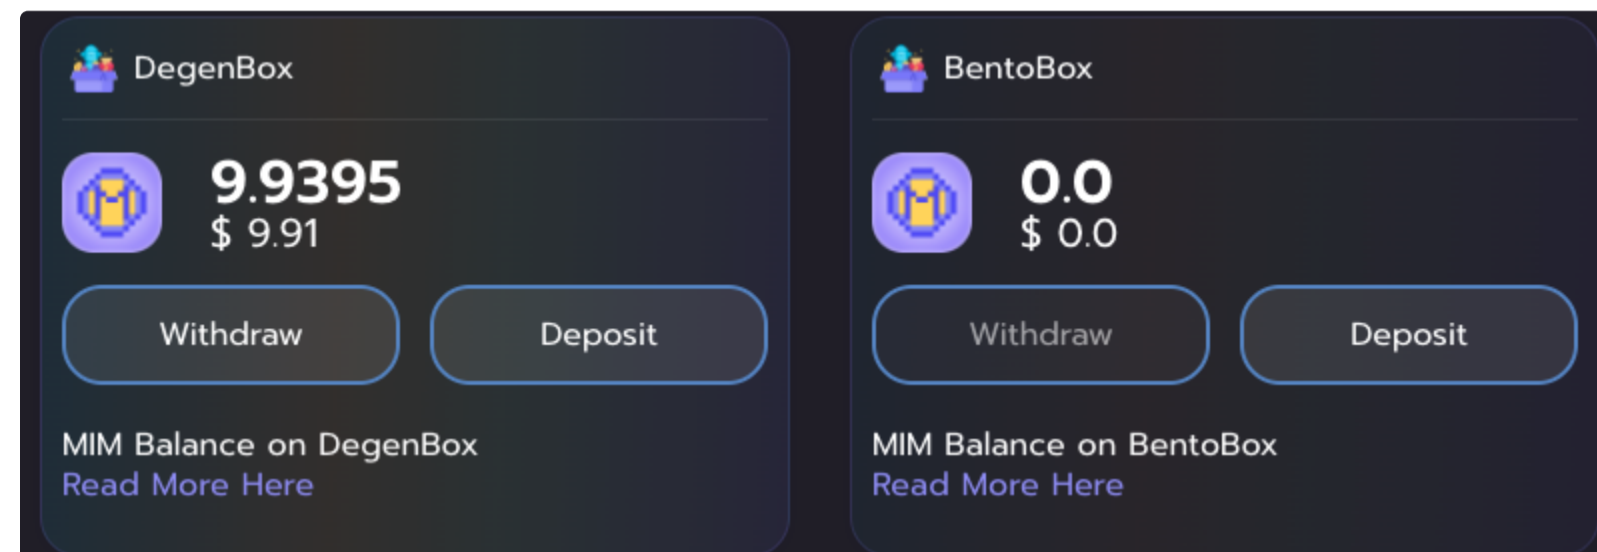 DegenBox
9.9395
$ 9.91
Withdraw
Deposit
MIM Balance on DegenBox
Read More Here
BentoBox
0.0
$ 0.0
Withdraw
Deposit
MIM Balance on BentoBox
Read More Here